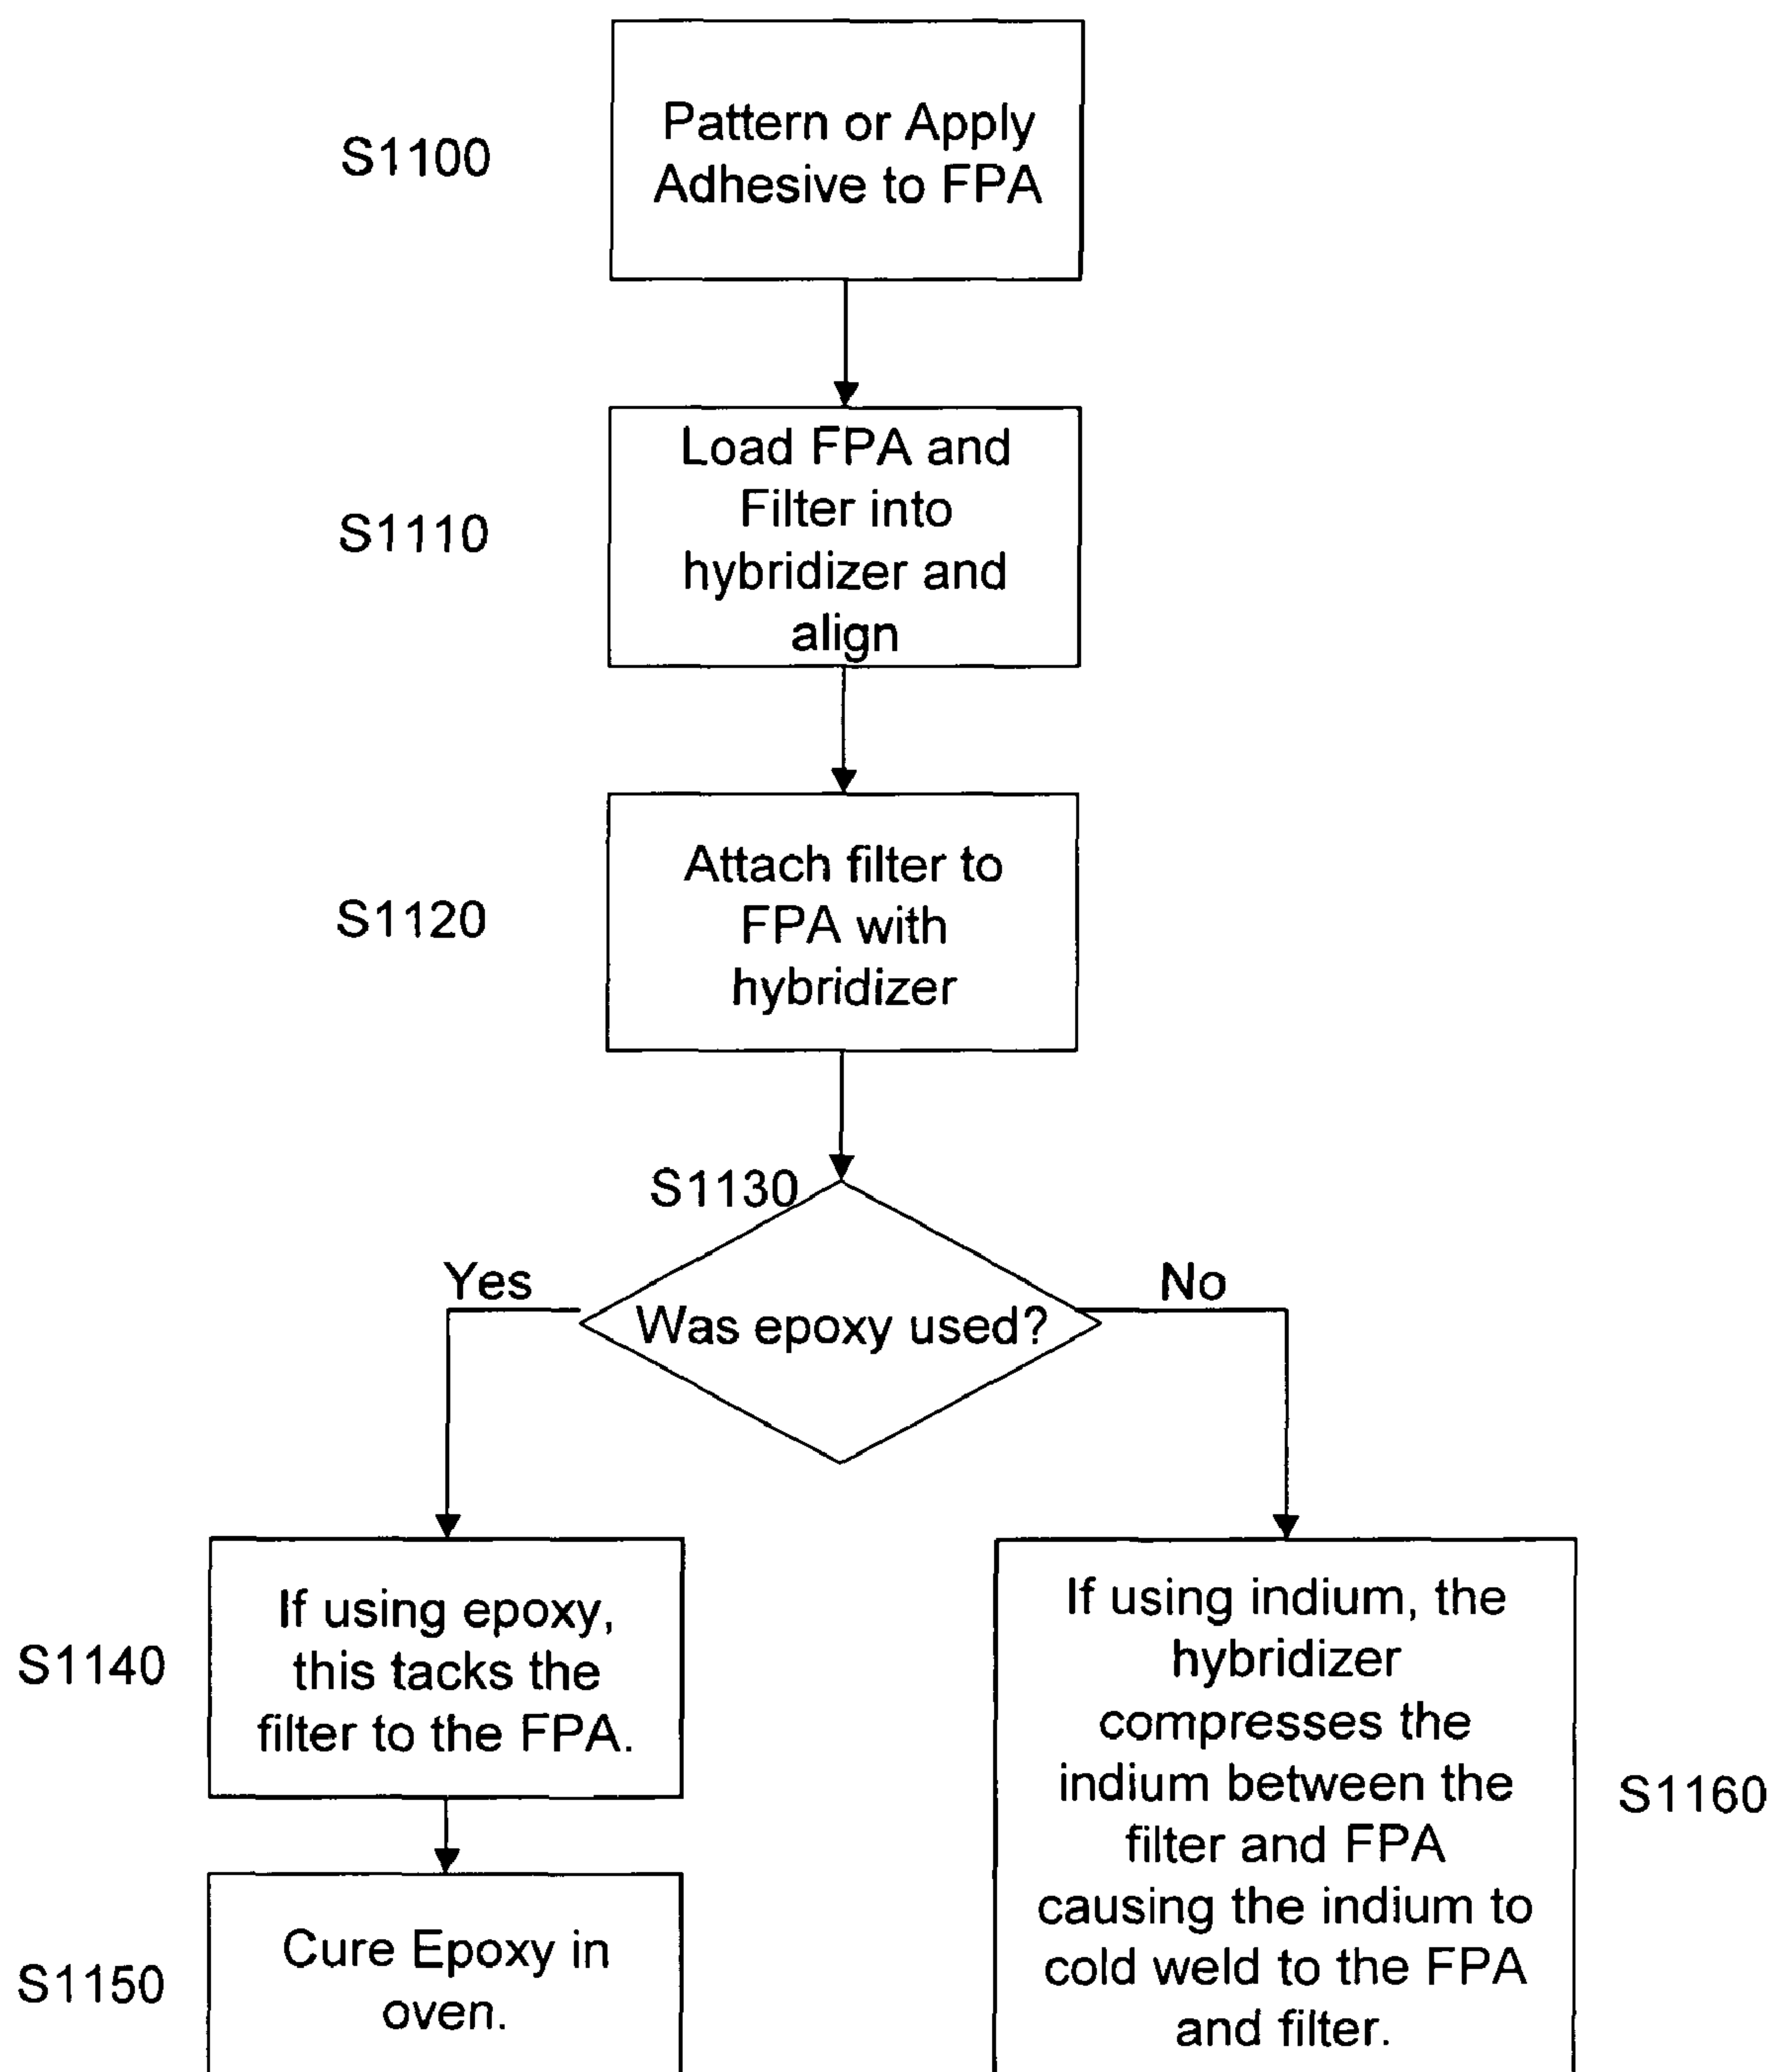 S1100
Pattern or Apply
Adhesive to FPA
S1110
Load FPA and
Filter into
hybridizer and
align
S1120
Attach filter to
FPA with
hybridizer
S1130
Yes
No
Was epoxy used?
S1140
If using epoxy,
this tacks the
filter to the FPA.
S1150
Cure Epoxy in
oven.
If using indium, the
hybridizer
compresses the
indium between the
filter and FPA
causing the indium to
cold weld to the FPA
and filter.
S1160